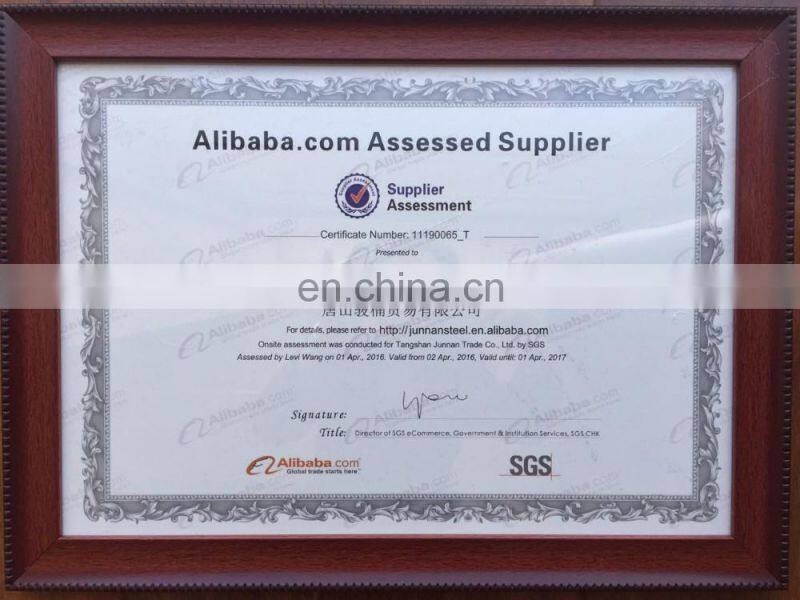 Alibaba.com Assessed Supplier
Supplier Assessment
Supplier
Assessment
Certificate Number: 11190065_T
Presented to
en.china.cn
贸易有限公司
For details, please refer to http://junnansteel.en.alibaba.com
Onsite assessment was conducted for Tangshan Junnan Trade Co., Ltd. by SGS
Assessed by Levi Wang on 01 Apr., 2016. Valid from 02 Apr., 2016, Valid until: 01 Apr., 2017
Signature:
Title: Director of SGS eCommerce, Government & Institution Services, SGS CHK
Alibaba.com
Global trade starts here
SGS